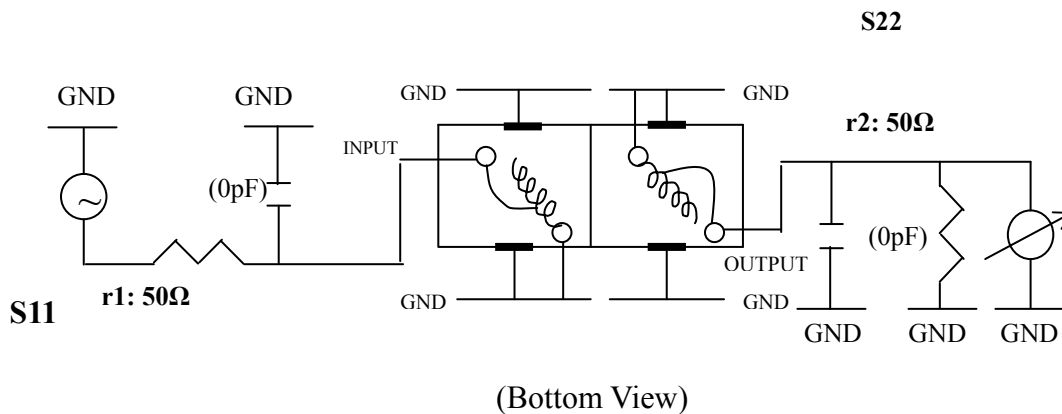 S22
GND
GND
GND
GND
r2: 50Ω
INPUT
(0pF)
(0pF)
OUTPUT
r1: 50Ω
S11
GND
GND
GND
GND
GND
(Bottom View)